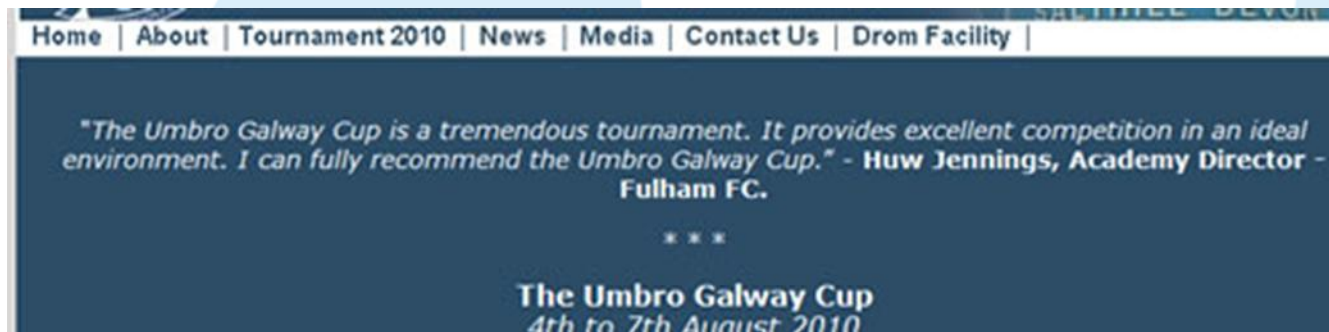 SALTHILL DEVON
Home | About | Tournament 2010 | News | Media | Contact Us | Drom Facility |
"The Umbro Galway Cup is a tremendous tournament. It provides excellent competition in an ideal
environment. I can fully recommend the Umbro Galway Cup." - Huw Jennings, Academy Director -
Fulham FC.
* * *
The Umbro Galway Cup
4th to 7th August 2010